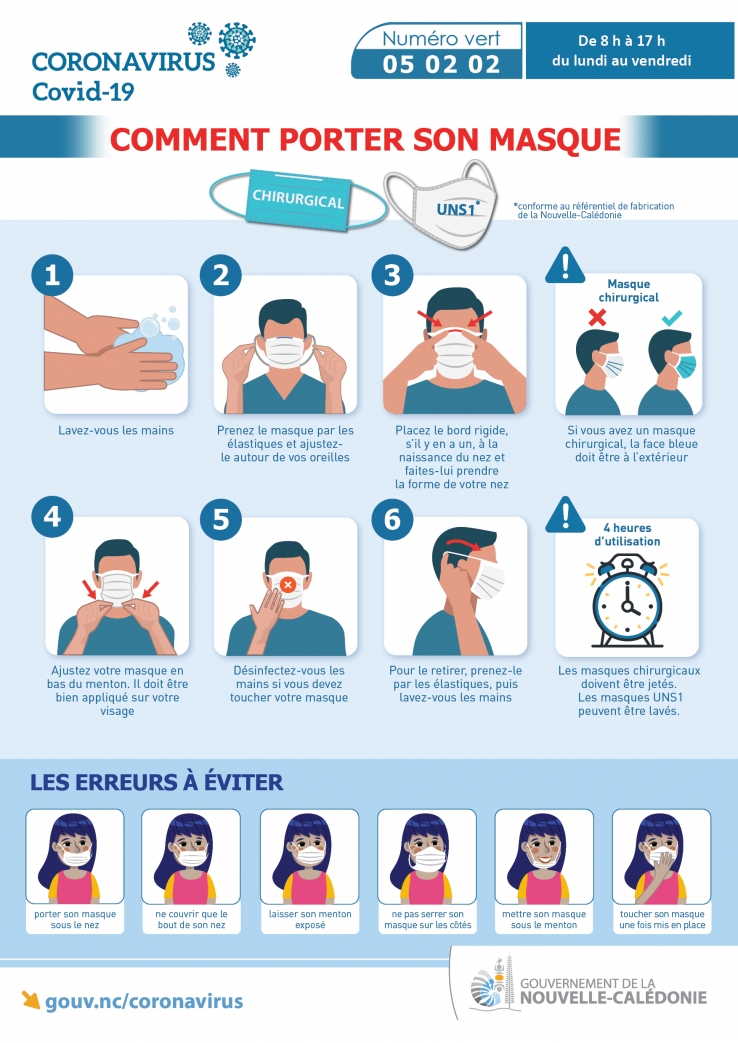 CORONAVIRUS
Covid-19
Numéro vert
05 02 02
De 8 h à 17 h
du lundi au vendredi
COMMENT PORTER SON MASQUE
CHIRURGICAL
UNS1*
*conforme au référentiel de fabrication
de la Nouvelle-Calédonie
1
Lavez-vous les mains
2
Prenez le masque par les
élastiques et ajustez-
le autour de vos oreilles
3
Placez le bord rigide,
s'il y en a un, à la
naissance du nez et
faites-lui prendre
la forme de votre nez
!
Masque
chirurgical
Si vous avez un masque
chirurgical, la face bleue
doit être à l'extérieur
4
Ajustez votre masque en
bas du menton. Il doit être
bien appliqué sur votre
visage
5
Désinfectez-vous les
mains si vous devez
toucher votre masque
6
Pour le retirer, prenez-le
par les élastiques, puis
lavez-vous les mains
!
4 heures
d'utilisation
Les masques chirurgicaux
doivent être jetés.
Les masques UNS1
peuvent être lavés.
LES ERREURS À ÉVITER
porter son masque
sous le nez
ne couvrir que le
bout de son nez
laisser son menton
exposé
ne pas serrer son
masque sur les côtés
mettre son masque
sous le menton
toucher son masque
une fois mis en place
gouv.nc/coronavirus
GOUVERNEMENT DE LA
NOUVELLE-CALÉDONIE